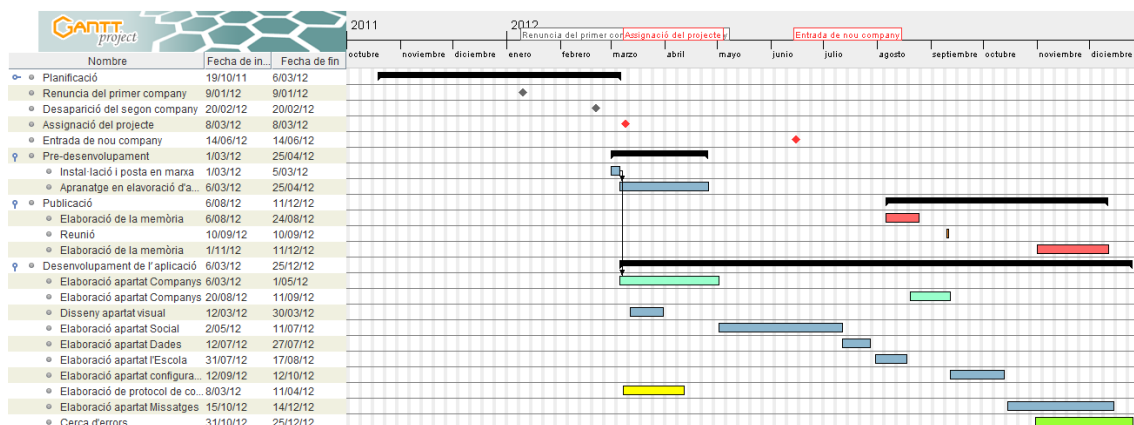 GANTT
project
2011
2012
Renuncia del primer cor
Assignació del projecte
Entrada de nou company
octubre noviembre diciembre enero febrero marzo abril mayo junio julio agosto septiembre octubre noviembre diciembre
Nombre Fecha de in... Fecha de fin
Planificació 19/10/11 6/03/12
Renuncia del primer company 9/01/12 9/01/12
Desaparició del segon company 20/02/12 20/02/12
Assignació del projecte 8/03/12 8/03/12
Entrada de nou company 14/06/12 14/06/12
Pre-desenvolupament 1/03/12 25/04/12
Instal·lació i posta en marxa 1/03/12 5/03/12
Apranatge en elavoració d'a... 6/03/12 25/04/12
Publicació 6/08/12 11/12/12
Elaboració de la memòria 6/08/12 24/08/12
Reunió 10/09/12 10/09/12
Elaboració de la memòria 1/11/12 11/12/12
Desenvolupament de l'aplicació 6/03/12 25/12/12
Elaboració apartat Companys 6/03/12 1/05/12
Elaboració apartat Companys 20/08/12 11/09/12
Disseny apartat visual 12/03/12 30/03/12
Elaboració apartat Social 2/05/12 11/07/12
Elaboració apartat Dades 12/07/12 27/07/12
Elaboració apartat l'Escola 31/07/12 17/08/12
Elaboració apartat configura... 12/09/12 12/10/12
Elaboració de protocol de co... 8/03/12 11/04/12
Elaboració apartat Missatges 15/10/12 14/12/12
Cerca d'errors 31/10/12 25/12/12